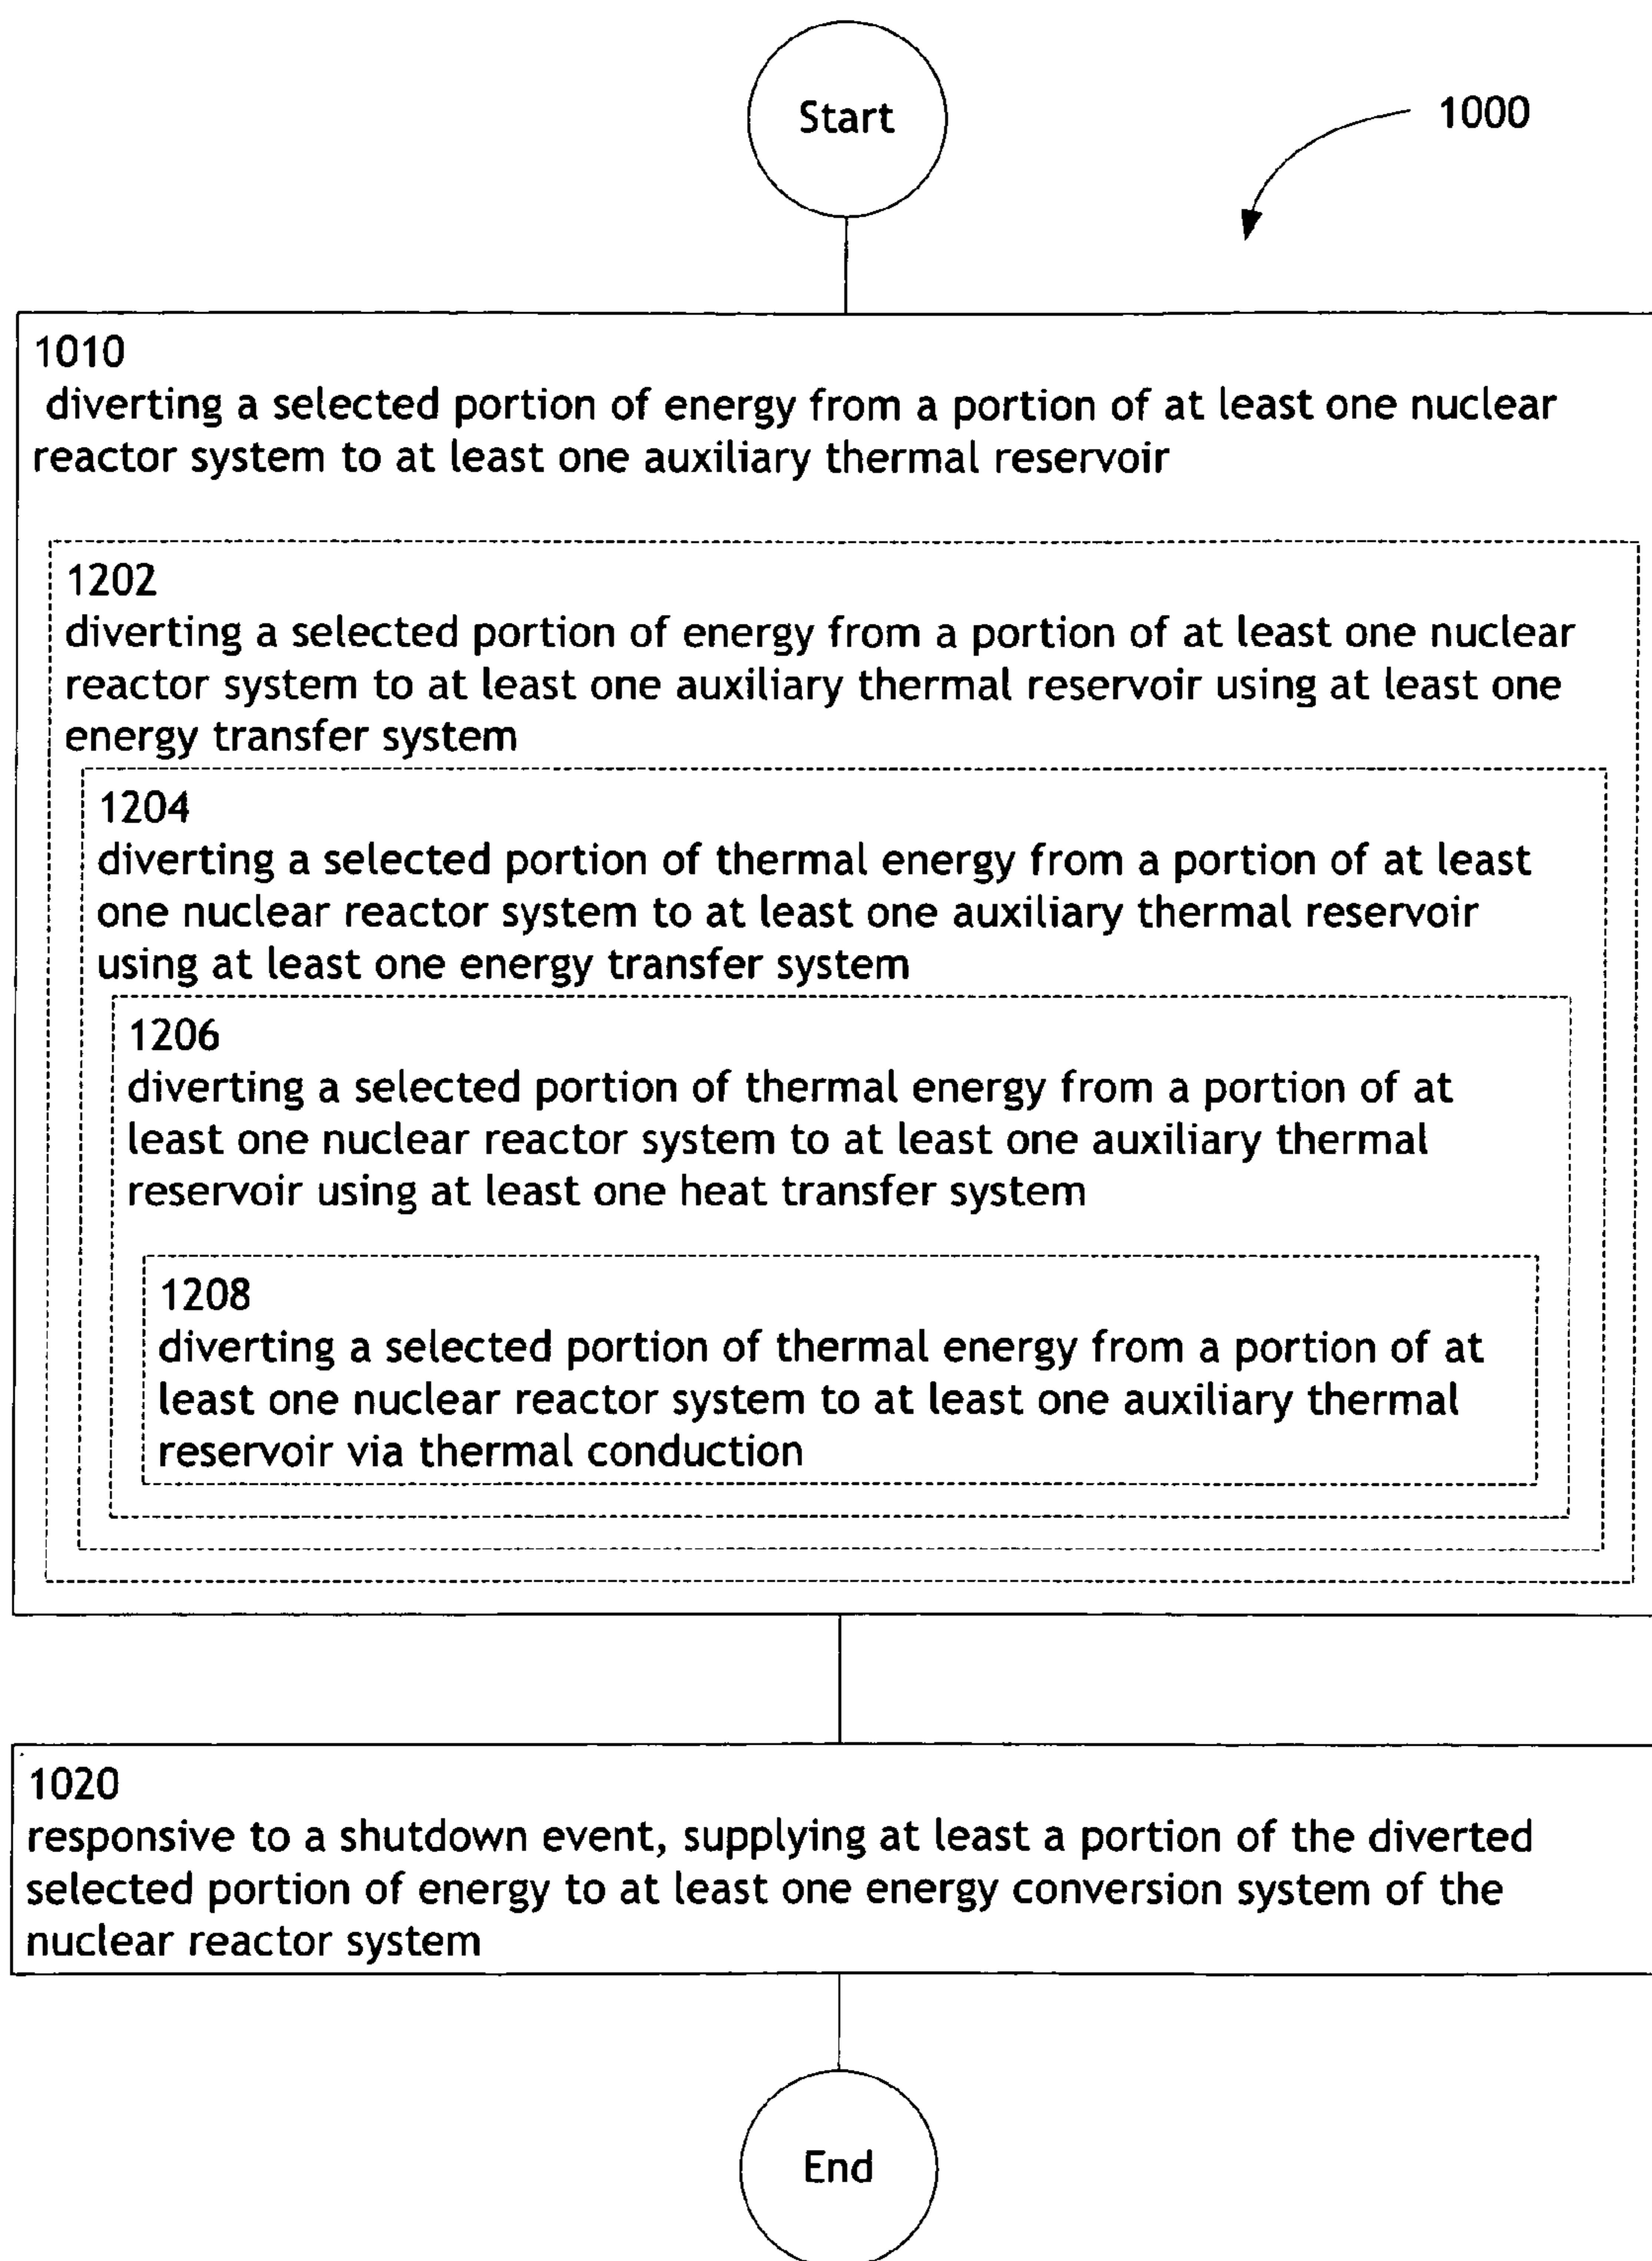 Start
1000
1010
diverting a selected portion of energy from a portion of at least one nuclear
reactor system to at least one auxiliary thermal reservoir
1202
diverting a selected portion of energy from a portion of at least one nuclear
reactor system to at least one auxiliary thermal reservoir using at least one
energy transfer system
1204
diverting a selected portion of thermal energy from a portion of at least
one nuclear reactor system to at least one auxiliary thermal reservoir
using at least one energy transfer system
1206
diverting a selected portion of thermal energy from a portion of at
least one nuclear reactor system to at least one auxiliary thermal
reservoir using at least one heat transfer system
1208
diverting a selected portion of thermal energy from a portion of at
least one nuclear reactor system to at least one auxiliary thermal
reservoir via thermal conduction
1020
responsive to a shutdown event, supplying at least a portion of the diverted
selected portion of energy to at least one energy conversion system of the
nuclear reactor system
End